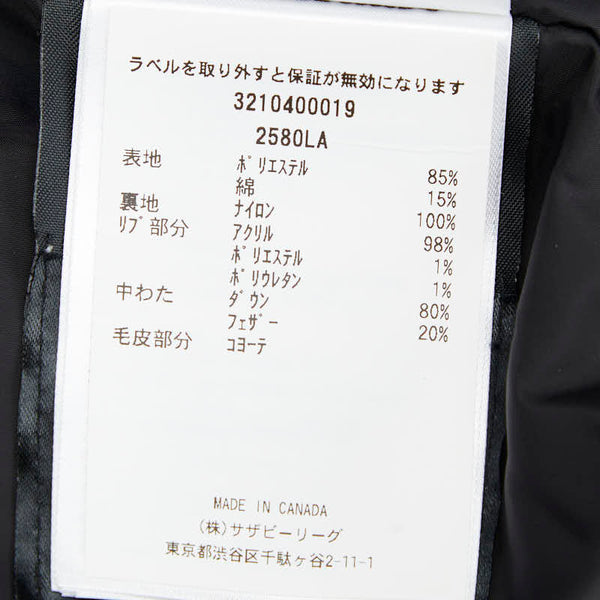 ラベルを取り外すと保証が無効になります
3210400019
2580LA
表地 ﾎﾟﾘｴｽﾃﾙ 85%
綿 15%
裏地 ﾅｲﾛﾝ 100%
ﾘﾌﾞ部分 ｱｸﾘﾙ 98%
ﾎﾟﾘｴｽﾃﾙ 1%
ﾎﾟﾘｳﾚﾀﾝ 1%
中わた ﾀﾞｳﾝ 80%
ﾌｪｻﾞｰ 20%
毛皮部分 ｺﾖｰﾃ
MADE IN CANADA
(株)サザビーリーグ
東京都渋谷区千駄ヶ谷2-11-1